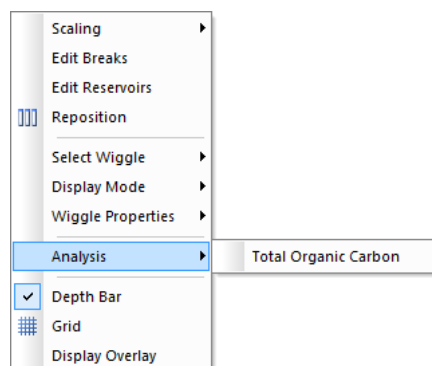 Scaling
Edit Breaks
Edit Reservoirs
Reposition
Select Wiggle
Display Mode
Wiggle Properties
Analysis
Total Organic Carbon
Depth Bar
Grid
Display Overlay